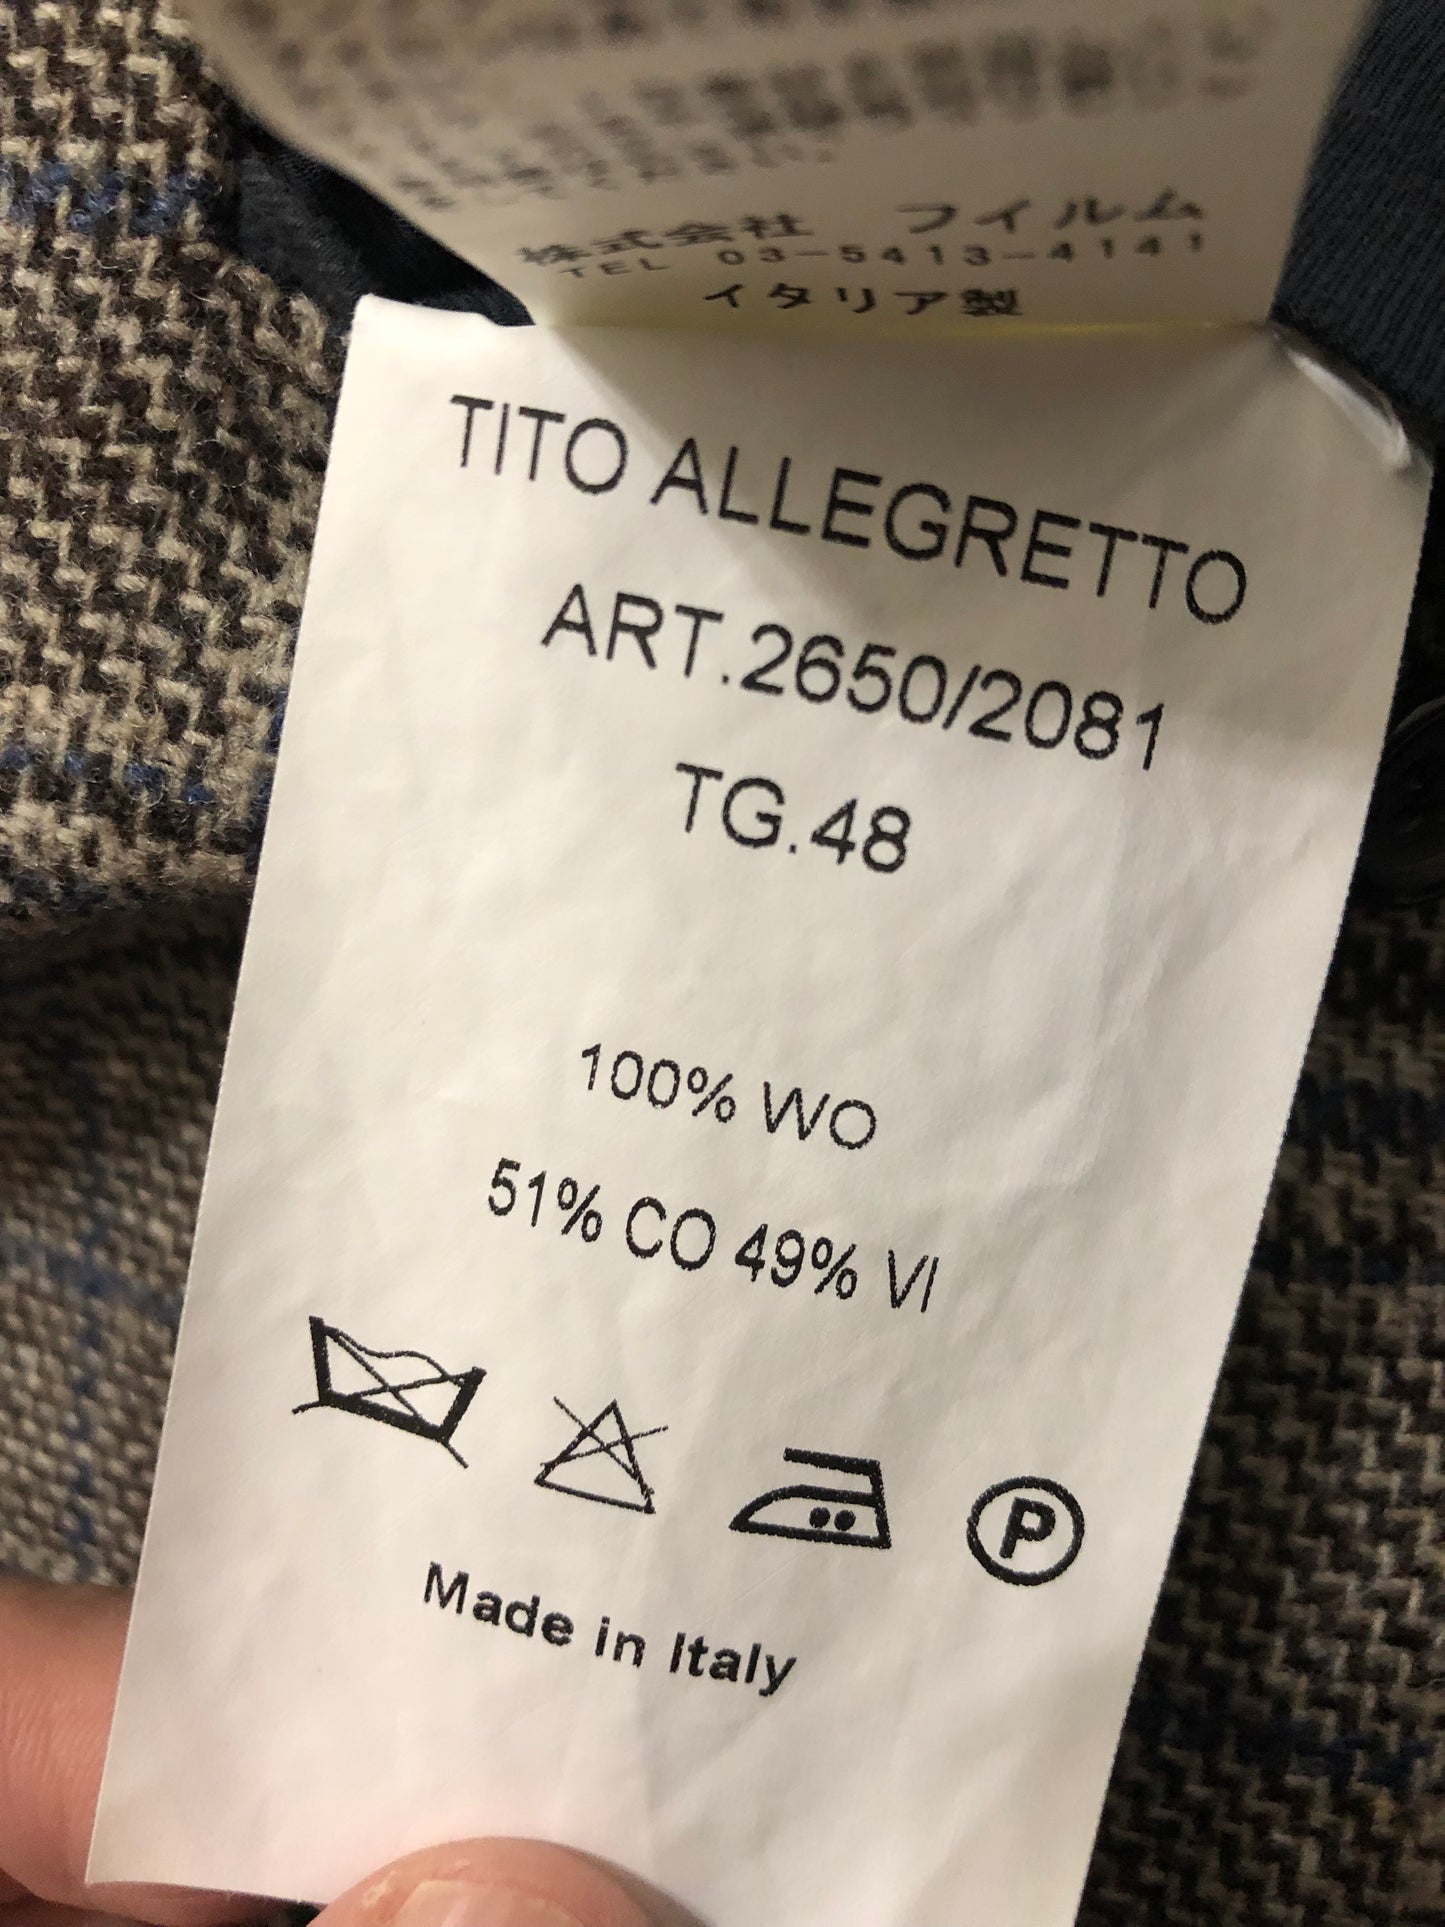 株式会社 フイルム
TEL 03-5413-4141
イタリア製
TITO ALLEGRETTO
ART.2650/2081
TG.48
100% WO
51% CO 49% VI
P
Made in Italy